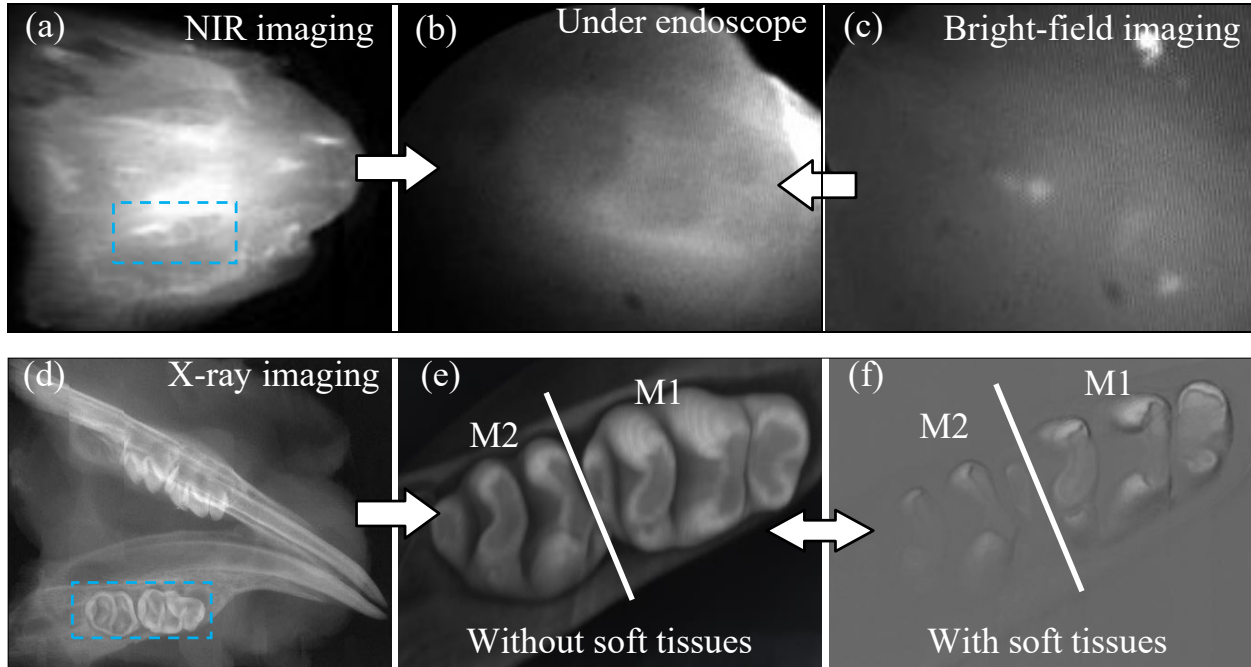 (a)
NIR imaging
(b)
Under endoscope
(c)
Bright-field imaging
(d)
X-ray imaging
(e)
M1
M2
Without soft tissues
(f)
M1
M2
With soft tissues